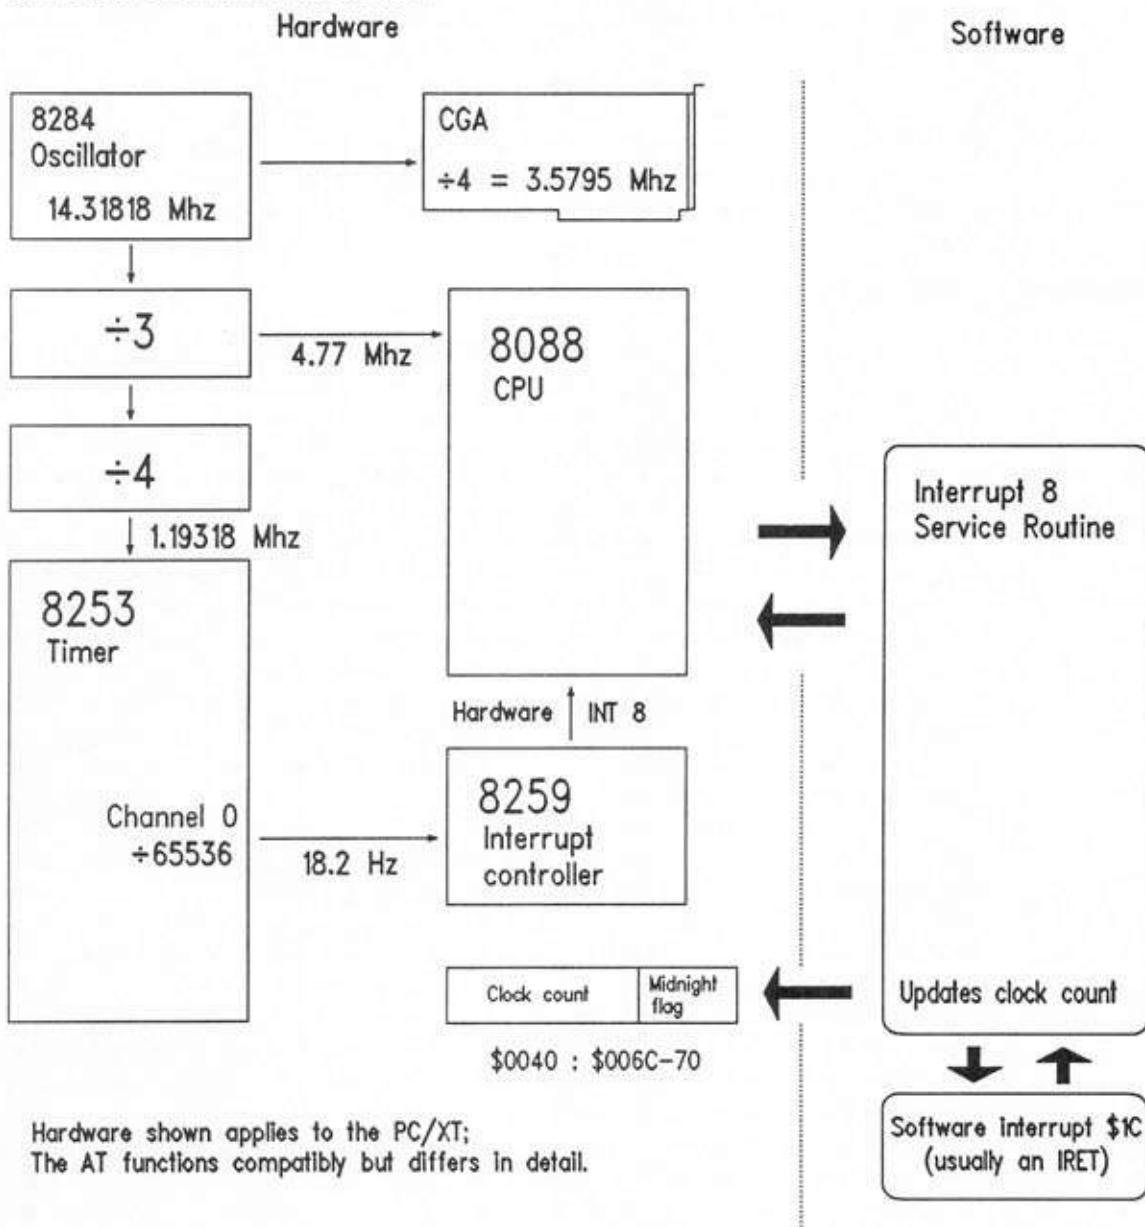 Hardware
Software
8284
Oscillator
14.31818 Mhz
CGA
÷4 = 3.5795 Mhz
÷3
4.77 Mhz
8088
CPU
÷4
1.19318 Mhz
Interrupt 8
Service Routine
8253
Timer
Hardware
INT 8
Channel 0
÷65536
18.2 Hz
8259
Interrupt
controller
Clock count
Midnight
flag
Updates clock count
$0040 : $006C-70
Software interrupt $1C
(usually an IRET)
Hardware shown applies to the PC/XT;
The AT functions compatibly but differs in detail.